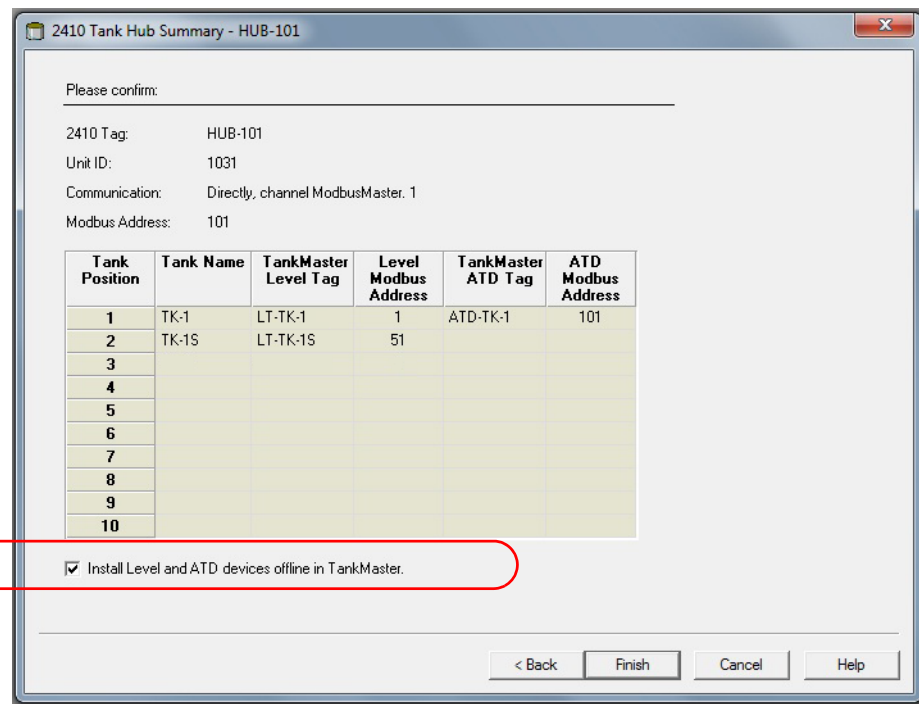 2410 Tank Hub Summary - HUB-101
Please confirm:
2410 Tag: HUB-101
Unit ID: 1031
Communication: Directly, channel ModbusMaster. 1
Modbus Address: 101
Tank Position Tank Name TankMaster Level Tag Level Modbus Address TankMaster ATD Tag ATD Modbus Address
1 TK-1 LT-TK-1 1 ATD-TK-1 101
2 TK-1S LT-TK-1S 51
3
4
5
6
7
8
9
10
Install Level and ATD devices offline in TankMaster.
< Back Finish Cancel Help